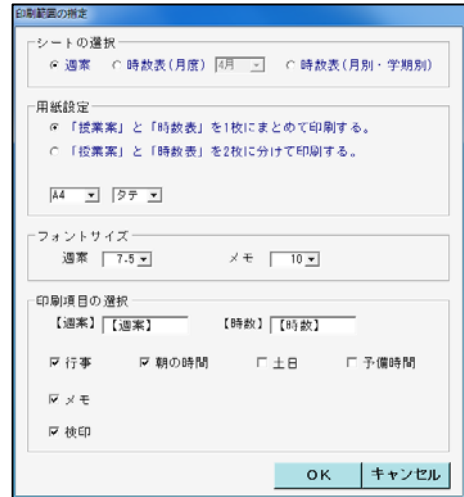 印刷範囲の指定
シートの選択
週案 時数表(月度) 4月 時数表(月別・学期別)
用紙設定
「授業案」と「時数表」を1枚にまとめて印刷する。
「授業案」と「時数表」を2枚に分けて印刷する。
A4 タテ
フォントサイズ
週案 7.5 メモ 10
印刷項目の選択
【週案】 【週案】 【時数】 【時数】
行事 朝の時間 土日 予備時間
メモ
検印
OK キャンセル